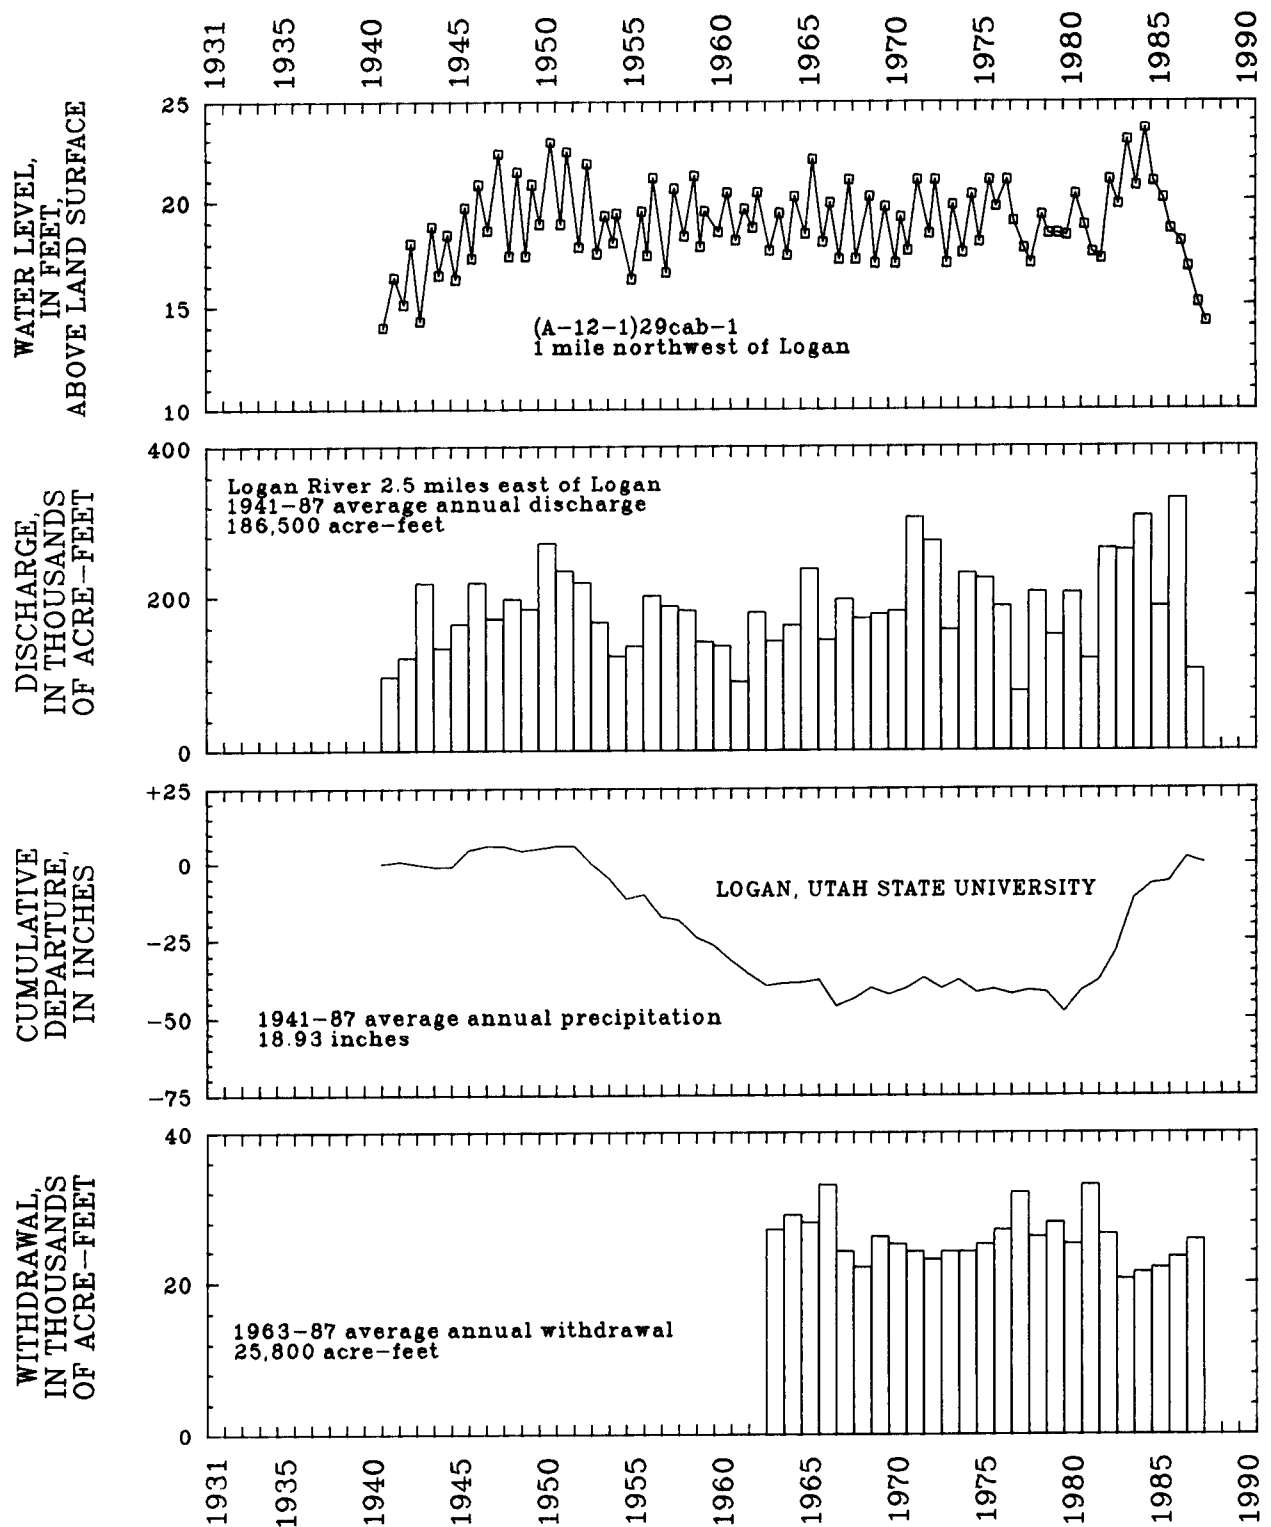 1931 1935 1940 1945 1950 1955 1960 1965 1970 1975 1980 1985 1990
WATER LEVEL,
IN FEET,
ABOVE LAND SURFACE
25
20
15
10
(A-12-1)29cab-1
1 mile northwest of Logan
DISCHARGE,
IN THOUSANDS
OF ACRE-FEET
400
200
0
Logan River 2.5 miles east of Logan
1941-87 average annual discharge
186,500 acre-feet
CUMULATIVE
DEPARTURE,
IN INCHES
+25
0
-25
-50
-75
LOGAN, UTAH STATE UNIVERSITY
1941-87 average annual precipitation
18.93 inches
WITHDRAWAL,
IN THOUSANDS
OF ACRE-FEET
40
20
0
1963-87 average annual withdrawal
25,800 acre-feet
1931 1935 1940 1945 1950 1955 1960 1965 1970 1975 1980 1985 1990